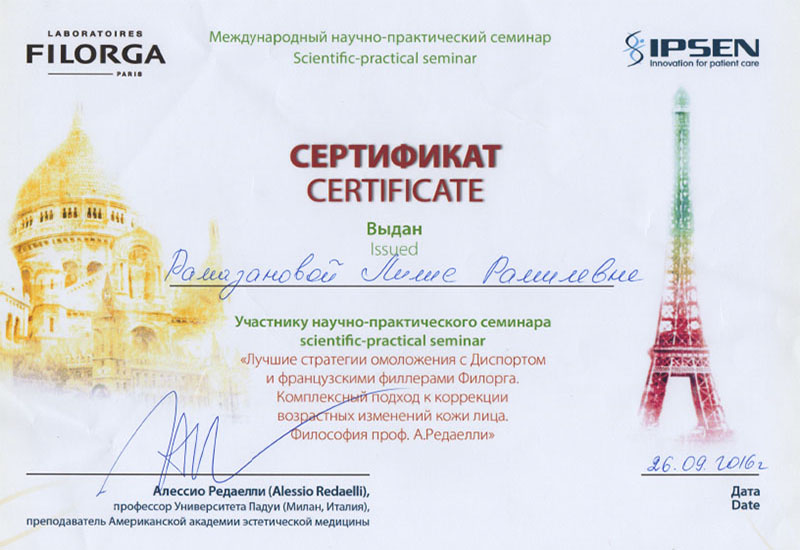 LABORATOIRES
FILORGA
PARIS
Международный научно-практический семинар
Scientific-practical seminar
IPSEN
Innovation for patient care
СЕРТИФИКАТ
CERTIFICATE
Выдан
Issued
Рамазановой Лилие Рамилевне
Участнику научно-практического семинара
scientific-practical seminar
«Лучшие стратегии омоложения с Диспортом
и французскими филлерами Филорга.
Комплексный подход к коррекции
возрастных изменений кожи лица.
Философия проф. А.Редаелли»
26.09.2016г
Алессио Редаелли (Alessio Redaelli),
профессор Университета Падуи (Милан, Италия),
преподаватель Американской академии эстетической медицины
Дата
Date